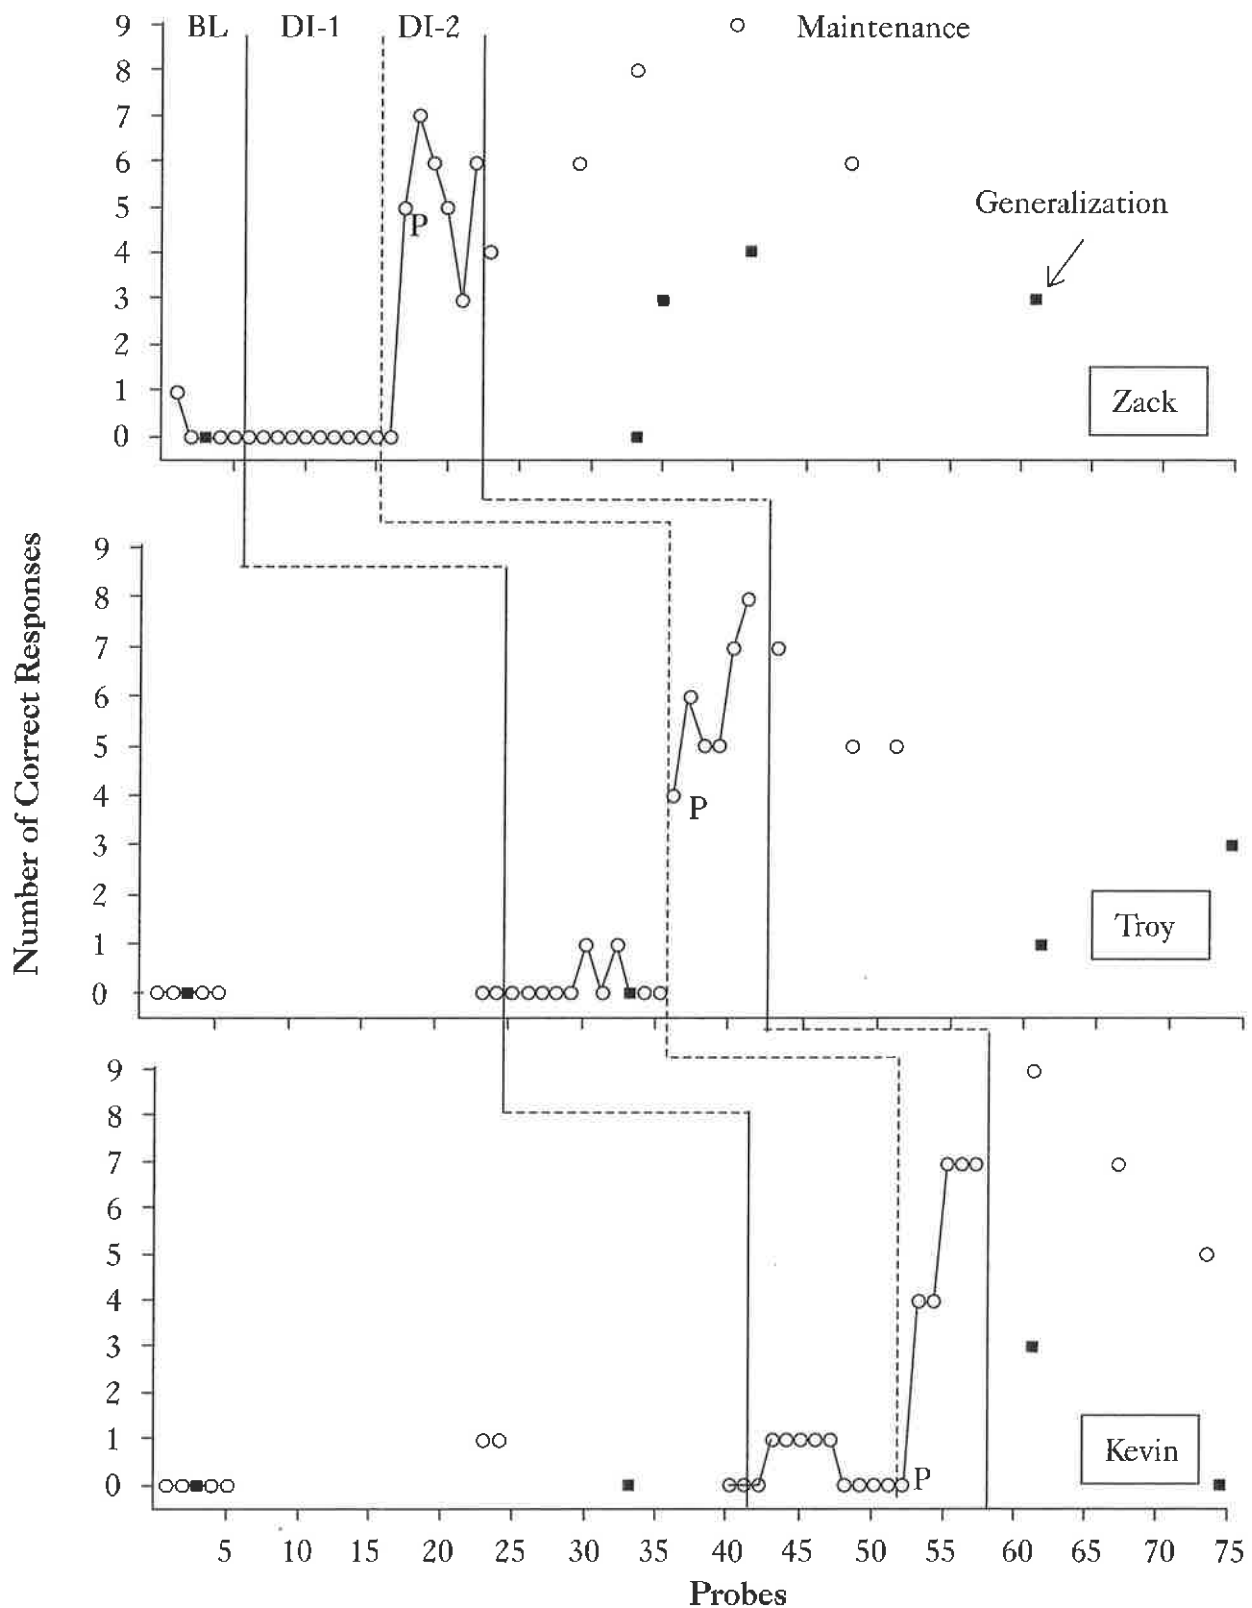 BL DI-1 DI-2 Maintenance
9
8
7
6
5
4
3
2
1
0
P
Generalization
Zack
Number of Correct Responses
9
8
7
6
5
4
3
2
1
0
P
Troy
9
8
7
6
5
4
3
2
1
0
P
Kevin
5 10 15 20 25 30 35 40 45 50 55 60 65 70 75
Probes